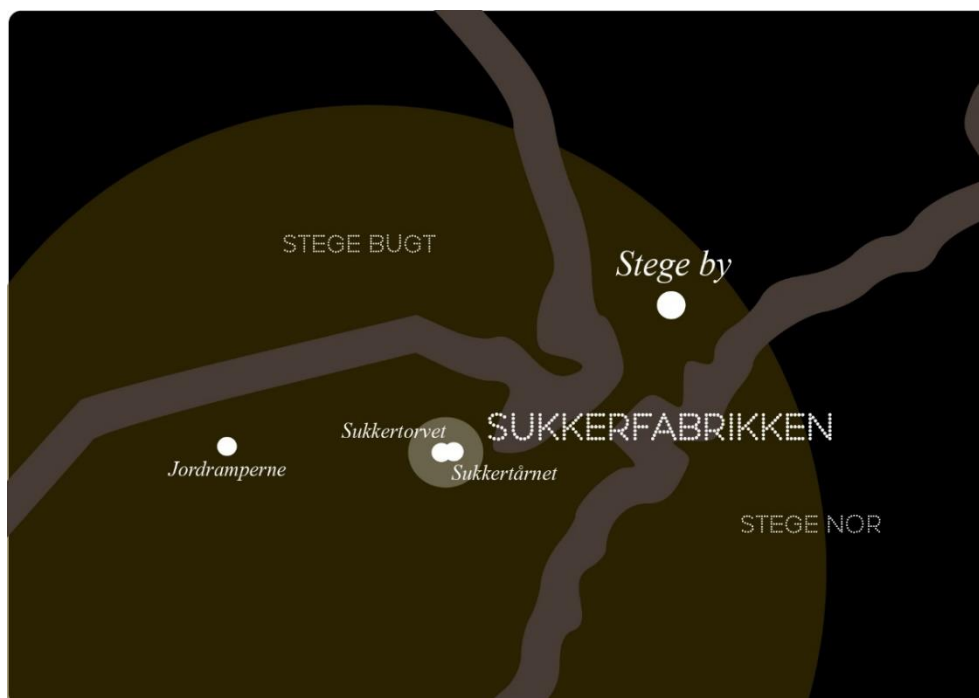 STEGE BUGT
Stege by
SUKKERFABRIKKEN
Sukkertorvet
Jordramperne
Sukkertårnet
STEGE NOR